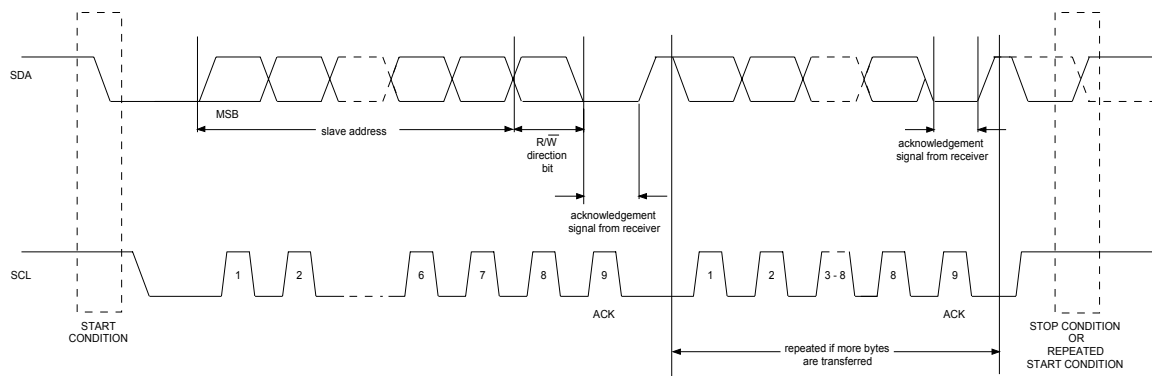 SDA
MSB
slave address
R/W̅
direction
bit
acknowledgement
signal from receiver
acknowledgement
signal from receiver
SCL
1
2
6
7
8
9
1
2
3 - 8
8
9
ACK
ACK
START
CONDITION
STOP CONDITION
OR
REPEATED
START CONDITION
repeated if more bytes
are transferred